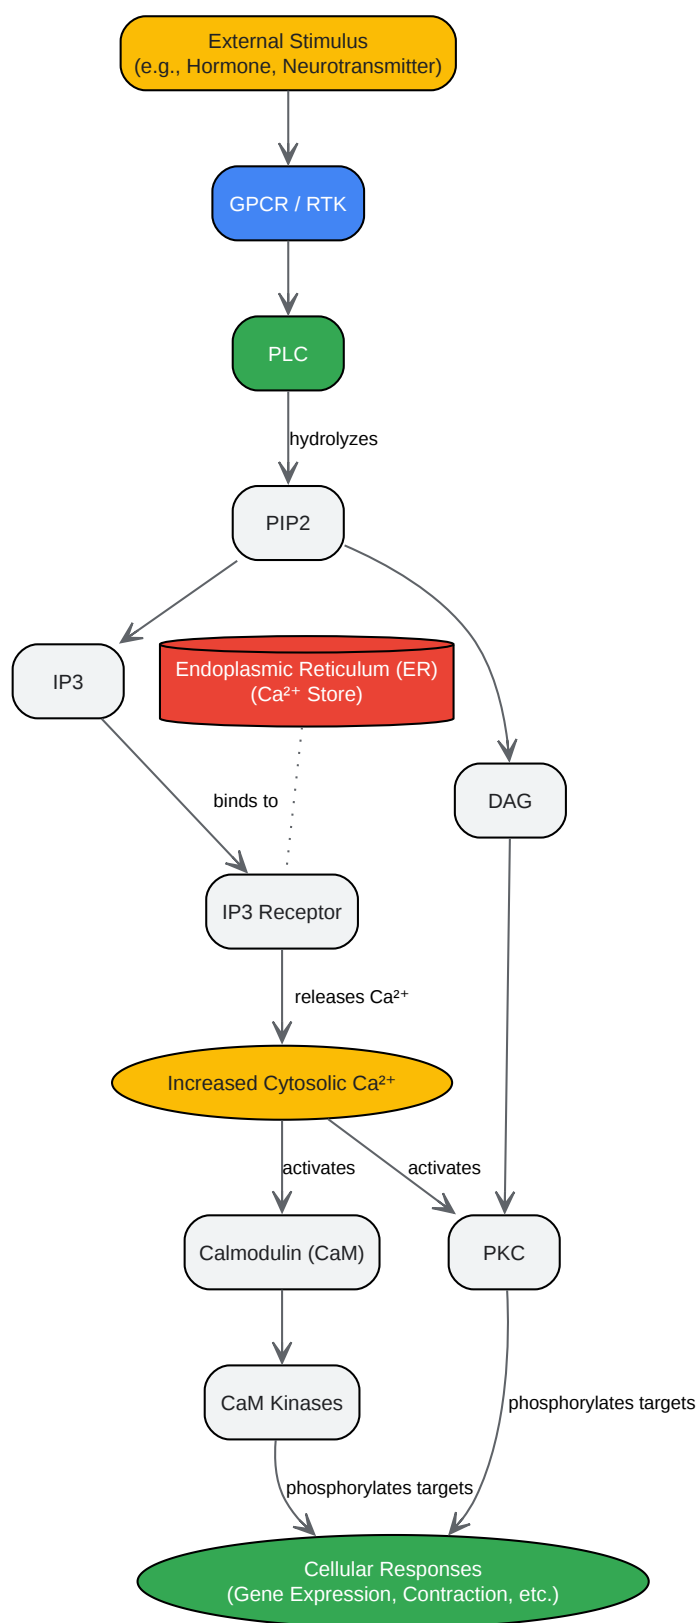 External Stimulus
(e.g., Hormone, Neurotransmitter)
GPCR / RTK
PLC
hydrolyzes
PIP2
IP3
Endoplasmic Reticulum (ER)
(Ca²⁺ Store)
binds to
DAG
IP3 Receptor
releases Ca²⁺
Increased Cytosolic Ca²⁺
activates
activates
Calmodulin (CaM)
PKC
CaM Kinases
phosphorylates targets
phosphorylates targets
Cellular Responses
(Gene Expression, Contraction, etc.)